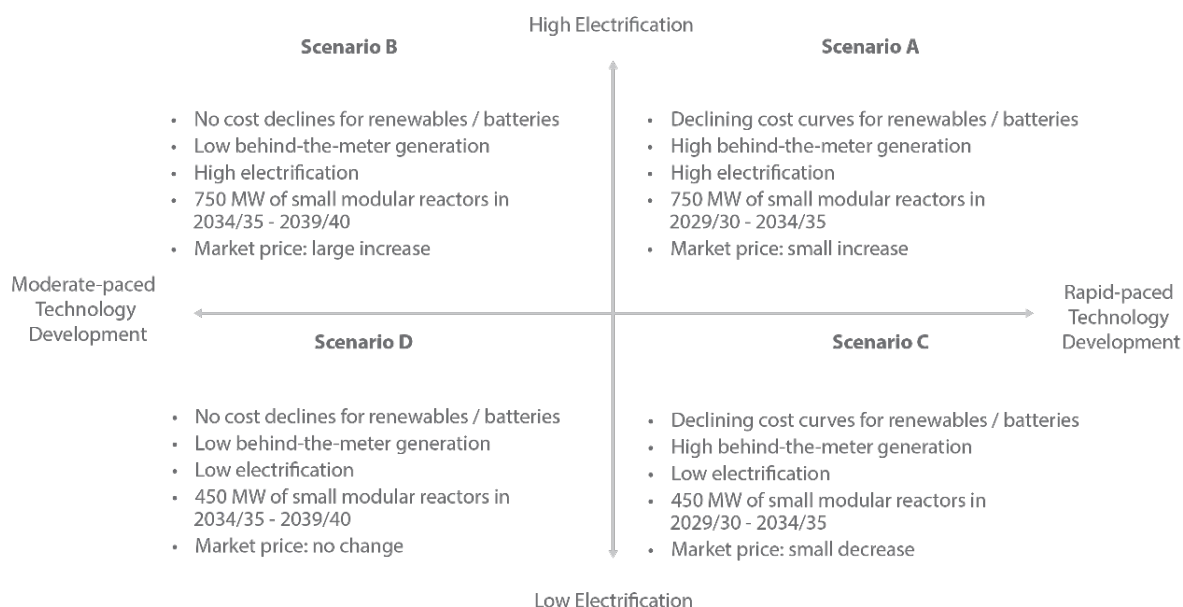 High Electrification
Scenario B
• No cost declines for renewables / batteries
• Low behind-the-meter generation
• High electrification
• 750 MW of small modular reactors in
2034/35 - 2039/40
• Market price: large increase
Scenario A
• Declining cost curves for renewables / batteries
• High behind-the-meter generation
• High electrification
• 750 MW of small modular reactors in
2029/30 - 2034/35
• Market price: small increase
Moderate-paced
Technology
Development
Rapid-paced
Technology
Development
Scenario D
• No cost declines for renewables / batteries
• Low behind-the-meter generation
• Low electrification
• 450 MW of small modular reactors in
2034/35 - 2039/40
• Market price: no change
Scenario C
• Declining cost curves for renewables / batteries
• High behind-the-meter generation
• Low electrification
• 450 MW of small modular reactors in
2029/30 - 2034/35
• Market price: small decrease
Low Electrification